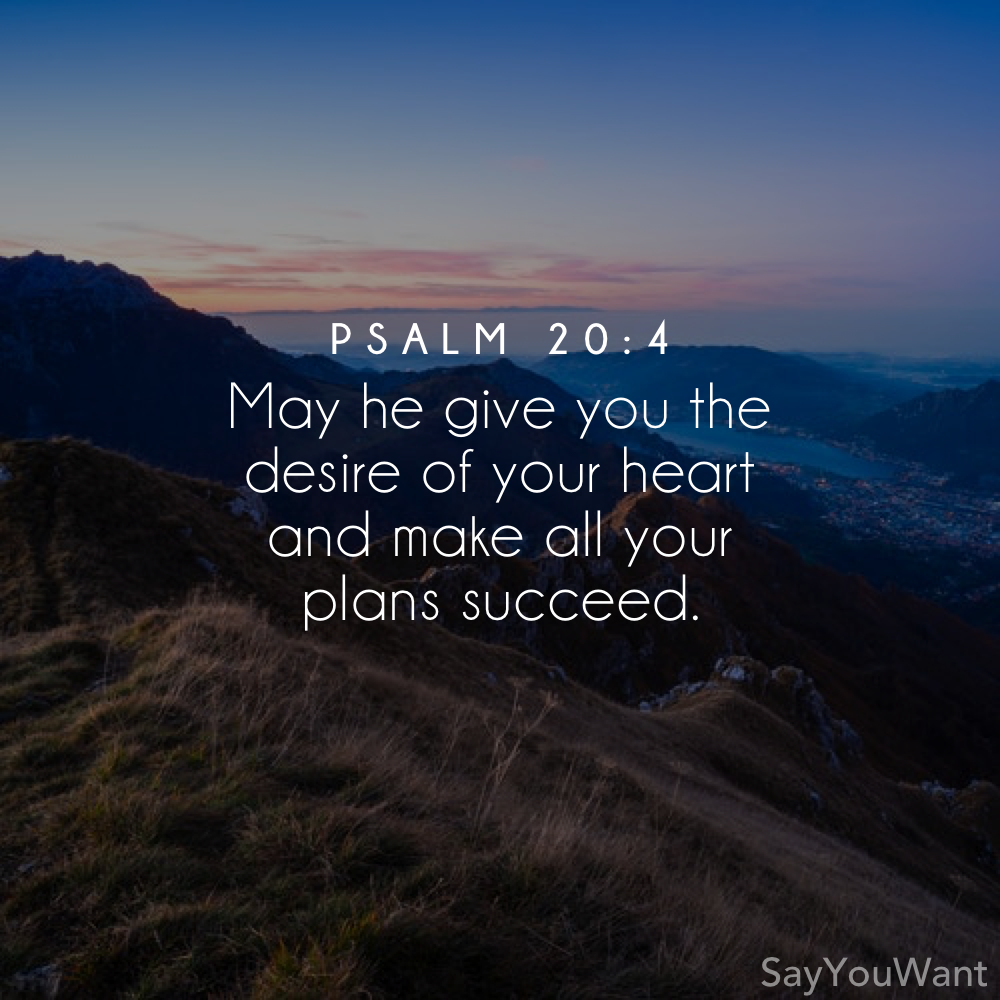 PSALM 20:4
May he give you the
desire of your heart
and make all your
plans succeed.
SayYouWant